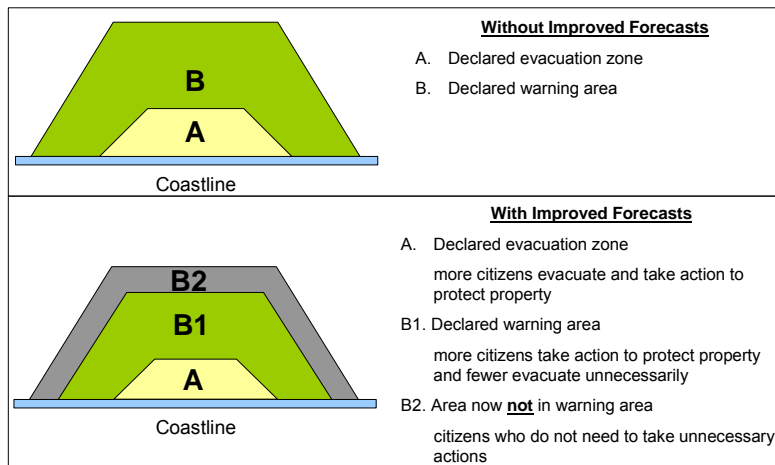 B
A
Coastline
Without Improved Forecasts
A. Declared evacuation zone
B. Declared warning area
B2
B1
A
Coastline
With Improved Forecasts
A. Declared evacuation zone
more citizens evacuate and take action to
protect property
B1. Declared warning area
more citizens take action to protect property
and fewer evacuate unnecessarily
B2. Area now not in warning area
citizens who do not need to take unnecessary
actions